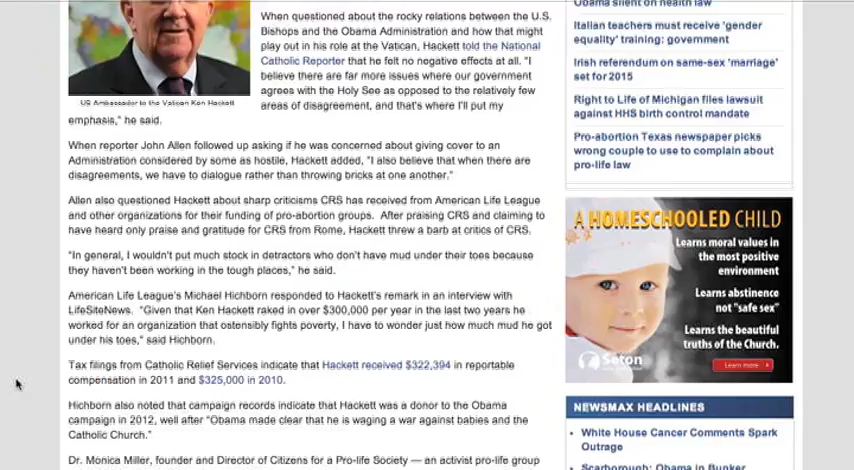 When questioned about the rocky relations between the U.S.
Bishops and the Obama Administration and how that might
play out in his role at the Vatican, Hackett told the National
Catholic Reporter that he felt no negative effects at all. "I
believe there are far more issues where our government
agrees with the Holy See as opposed to the relatively few
areas of disagreement, and that's where I'll put my
US Ambassador to the Vatican Ken Hackett
emphasis," he said.
When reporter John Allen followed up asking if he was concerned about giving cover to an
Administration considered by some as hostile, Hackett added, "I also believe that when there are
disagreements, we have to dialogue rather than throwing bricks at one another."
Allen also questioned Hackett about sharp criticisms CRS has received from American Life League
and other organizations for their funding of pro-abortion groups. After praising CRS and claiming to
have heard only praise and gratitude for CRS from Rome, Hackett threw a barb at critics of CRS.
"In general, I wouldn't put much stock in detractors who don't have mud under their toes because
they haven't been working in the tough places," he said.
American Life League's Michael Hichborn responded to Hackett's remark in an interview with
LifeSiteNews. "Given that Ken Hackett raked in over $300,000 per year in the last two years he
worked for an organization that ostensibly fights poverty, I have to wonder just how much mud he got
under his toes," said Hichborn.
Tax filings from Catholic Relief Services indicate that Hackett received $322,394 in reportable
compensation in 2011 and $325,000 in 2010.
Hichborn also noted that campaign records indicate that Hackett was a donor to the Obama
campaign in 2012, well after "Obama made clear that he is waging a war against babies and the
Catholic Church."
Dr. Monica Miller, founder and Director of Citizens for a Pro-life Society — an activist pro-life group
Obama silent on health law
Italian teachers must receive 'gender
equality' training: government
Irish referendum on same-sex 'marriage'
set for 2015
Right to Life of Michigan files lawsuit
against HHS birth control mandate
Pro-abortion Texas newspaper picks
wrong couple to use to complain about
pro-life law
A HOMESCHOOLED CHILD
Learns moral values in
the most positive
environment
Learns abstinence
not "safe sex"
Learns the beautiful
truths of the Church.
Seton
Learn more
NEWSMAX HEADLINES
• White House Cancer Comments Spark
Outrage
• Scarborough: Obama in Bunker